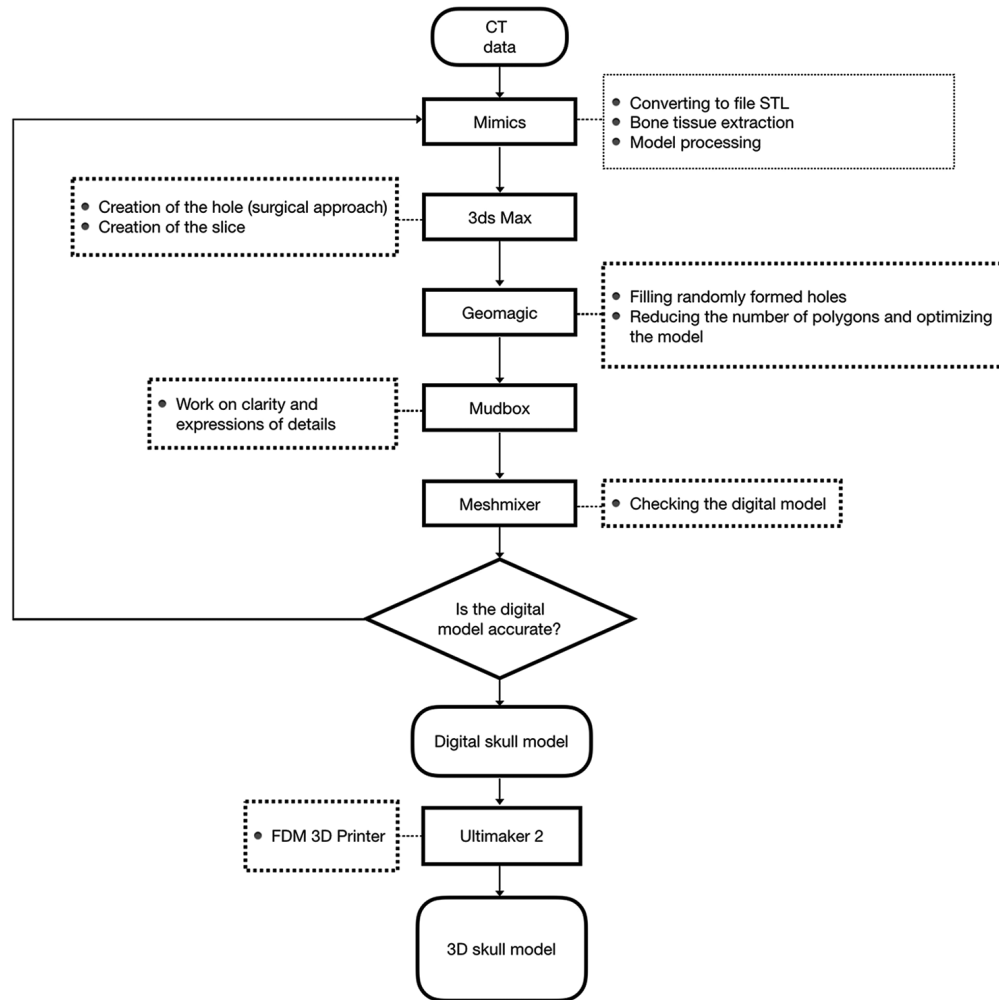 CT
data
Mimics
● Converting to file STL
● Bone tissue extraction
● Model processing
● Creation of the hole (surgical approach)
● Creation of the slice
3ds Max
Geomagic
● Filling randomly formed holes
● Reducing the number of polygons and optimizing
the model
● Work on clarity and
expressions of details
Mudbox
Meshmixer
● Checking the digital model
Is the digital
model accurate?
Digital skull model
● FDM 3D Printer
Ultimaker 2
3D skull model